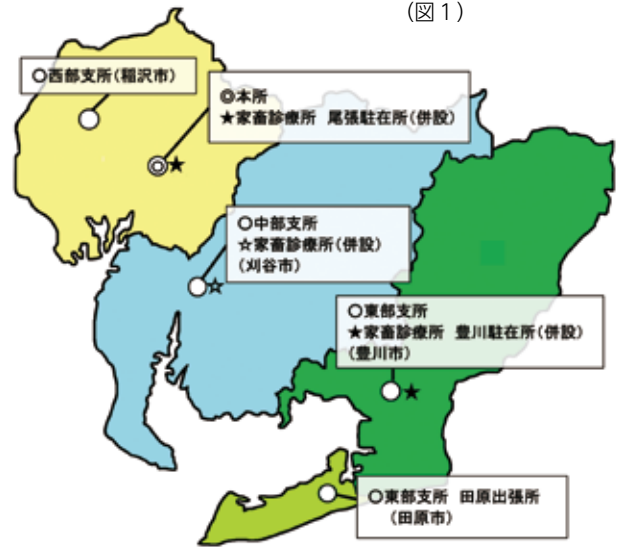 (図1)
○西部支所(稲沢市)
◎本所
★家畜診療所 尾張駐在所(併設)
○中部支所
☆家畜診療所(併設)
(刈谷市)
○東部支所
★家畜診療所 豊川駐在所(併設)
(豊川市)
○東部支所 田原出張所
(田原市)